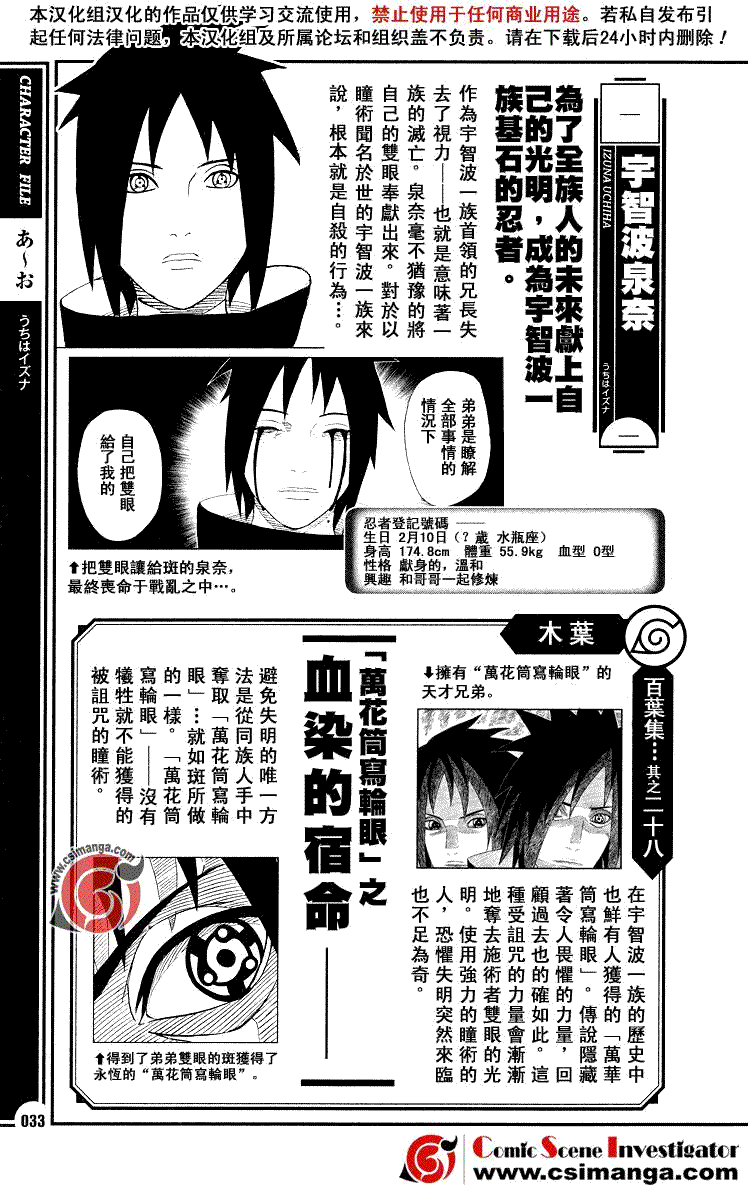 本汉化组汉化的作品仅供学习交流使用，禁止使用于任何商业用途。若私自发布引
起任何法律问题，本汉化组及所属论坛和组织盖不负责。请在下载后24小时内删除！
CHARACTER FILE
あ～お
うちはイズナ
一
宇智波泉奈
IZUNA UCHIHA
うちはイズナ
為了全族人的未來獻上自
己的光明，成為宇智波一
族基石的忍者。
作為宇智波一族首領的兄長失
去了視力——也就是意味著一
族的滅亡。泉奈毫不猶豫的將
自己的雙眼奉獻出來。對於以
瞳術聞名於世的宇智波一族來
說，根本就是自殺的行為…。
弟弟是瞭解
全部事情的
情況下
自己把雙眼
給了我的
⬆把雙眼讓給斑的泉奈，
最終喪命于戰亂之中…。
忍者登記號碼 ——
生日 2月10日（？歲 水瓶座）
身高 174.8cm 體重 55.9kg 血型 O型
性格 獻身的，溫和
興趣 和哥哥一起修煉
木葉
百葉集…其之二十八
⬇擁有“萬花筒寫輪眼”的
天才兄弟。
在宇智波一族的歷史中
也鮮有人獲得的「萬華
筒寫輪眼」。傳說隱藏
著令人畏懼的力量，回
顧過去也的確如此。這
種受詛咒的力量會漸漸
地奪去施術者雙眼的光
明。使用強力的瞳術的
人，恐懼失明突然來臨
也不足為奇。
「萬花筒寫輪眼」之
血染的宿命
避免失明的唯一方
法是從同族人手中
奪取「萬花筒寫輪
眼」…就如斑所做
的一樣。「萬花筒
寫輪眼」——沒有
犧牲就不能獲得的
被詛咒的瞳術。
www.csimanga.com
⬆得到了弟弟雙眼的斑獲得了
永恆的“萬花筒寫輪眼”。
033
Comic Scene Investigator
www.csimanga.com